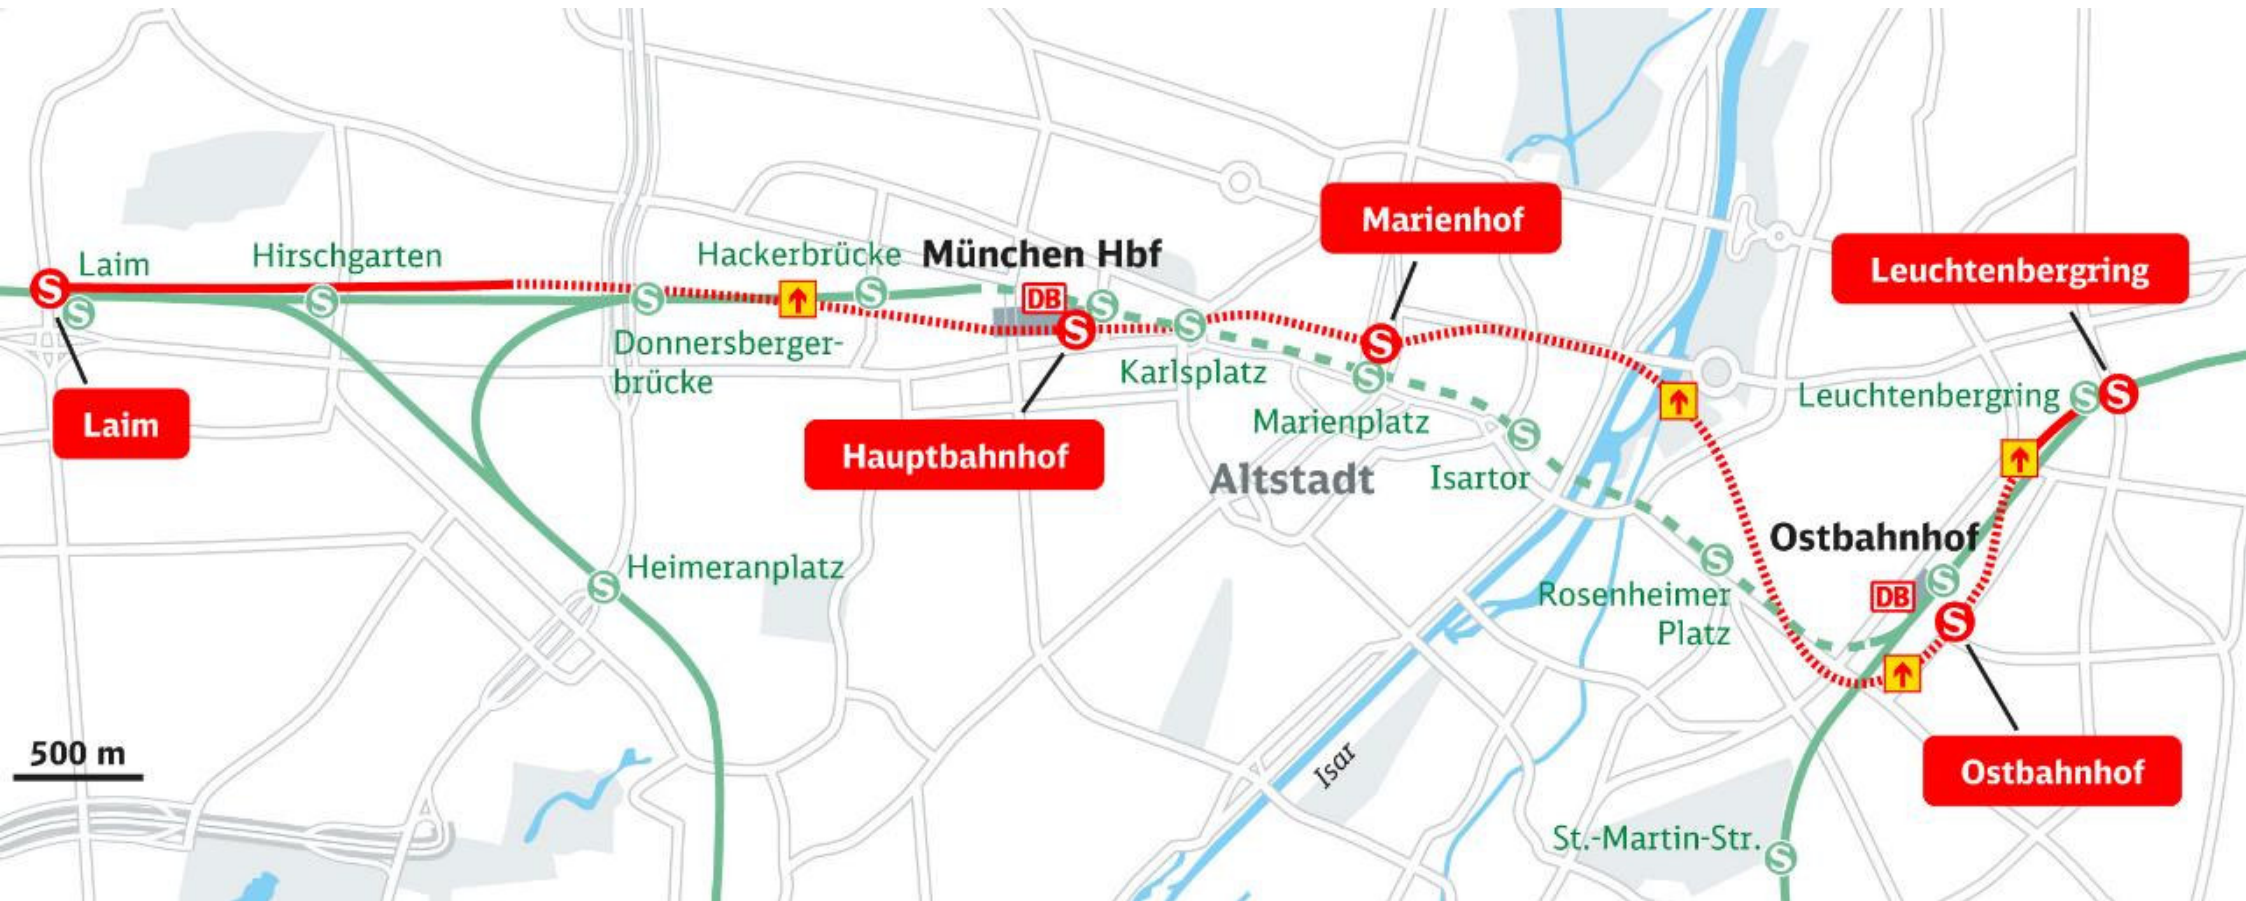 Marienhof
Laim
Hirschgarten
Hackerbrücke
München Hbf
Leuchtenbergring
S
S
S
S
S
DB
S
S
S
S
Donnersberger-
brücke
Karlsplatz
S
Leuchtenbergring
S
S
Laim
Marienplatz
S
Hauptbahnhof
Altstadt
Isartor
Ostbahnhof
S
Heimeranplatz
S
S
Rosenheimer
Platz
DB
S
500 m
Isar
Ostbahnhof
St.-Martin-Str.
S